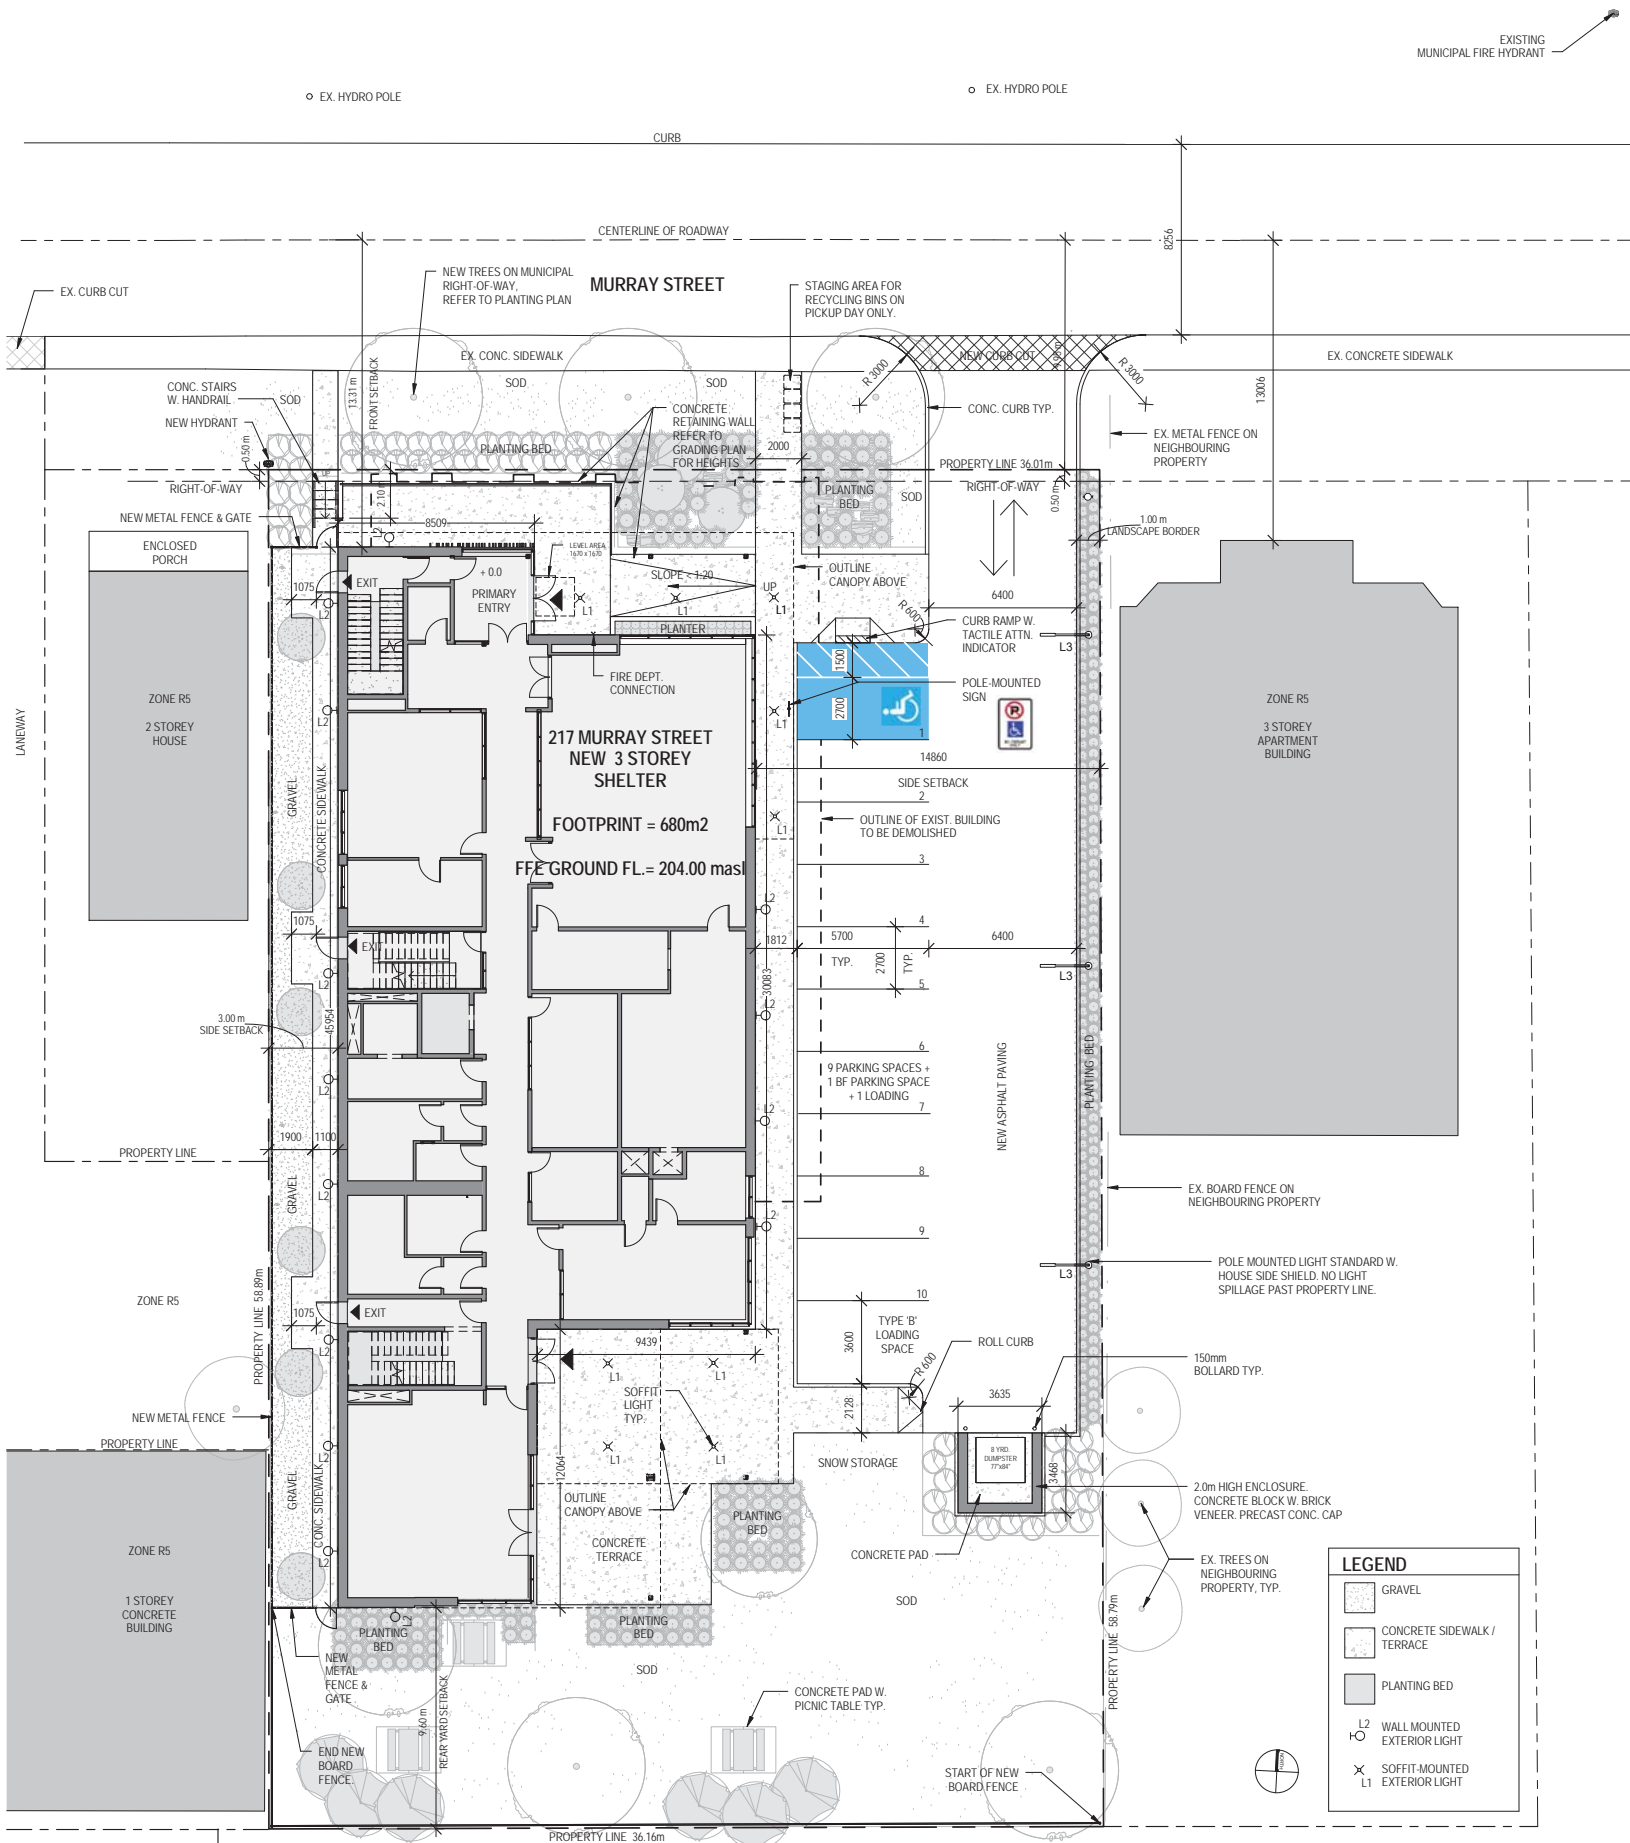 EXISTING
MUNICIPAL FIRE HYDRANT
EX. HYDRO POLE
EX. HYDRO POLE
CURB
CENTERLINE OF ROADWAY
8256
NEW TREES ON MUNICIPAL
RIGHT-OF-WAY,
REFER TO PLANTING PLAN
MURRAY STREET
STAGING AREA FOR
RECYCLING BINS ON
PICKUP DAY ONLY.
EX. CURB CUT
EX. CONC. SIDEWALK
NEW CURB CUT
EX. CONCRETE SIDEWALK
13.31 m
FRONT SETBACK
CONC. STAIRS
W. HANDRAIL
SOD
SOD
SOD
R 3000
R 3000
13006
NEW HYDRANT
CONCRETE
RETAINING WALL
REFER TO
GRADING PLAN
FOR HEIGHTS
CONC. CURB TYP.
EX. METAL FENCE ON
NEIGHBOURING
PROPERTY
0.50 m
PLANTING BED
2000
PROPERTY LINE 36.01m
RIGHT-OF-WAY
UP
2.10 m
PLANTING
BED
SOD
RIGHT-OF-WAY
0.50 m
NEW METAL FENCE & GATE
L2
8509
1.00 m
LANDSCAPE BORDER
ENCLOSED
PORCH
LEVEL AREA
1670 x 1670
1075
EXIT
+ 0.0
PRIMARY
ENTRY
SLOPE < 1:20
UP
OUTLINE
CANOPY ABOVE
6400
L2
L1
L1
L1
R 600
PLANTER
CURB RAMP W.
TACTILE ATTN.
INDICATOR
L3
FIRE DEPT.
CONNECTION
1500
POLE-MOUNTED
SIGN
2700
1
P
LANEWAY
ZONE R5
2 STOREY
HOUSE
L2
L1
ZONE R5
3 STOREY
APARTMENT
BUILDING
217 MURRAY STREET
NEW 3 STOREY
SHELTER
FOOTPRINT = 680m2
FFE GROUND FL.= 204.00 masl
14860
SIDE SETBACK
2
GRAVEL
CONCRETE SIDEWALK
L1
OUTLINE OF EXIST. BUILDING
TO BE DEMOLISHED
3
L2
4
1075
EXIT
1812
5700
TYP.
2700
TYP.
6400
L2
30083
5
L3
3.00 m
SIDE SETBACK
45954
L2
6
9 PARKING SPACES +
1 BF PARKING SPACE
+ 1 LOADING
NEW ASPHALT PAVING
PLANTING BED
L2
L2
7
1900
1100
PROPERTY LINE
8
GRAVEL
L2
EX. BOARD FENCE ON
NEIGHBOURING PROPERTY
L2
9
PROPERTY LINE 58.89m
POLE MOUNTED LIGHT STANDARD W.
HOUSE SIDE SHIELD. NO LIGHT
SPILLAGE PAST PROPERTY LINE.
L3
ZONE R5
1075
EXIT
10
TYPE 'B'
LOADING
SPACE
3600
9439
ROLL CURB
L2
L1
L1
R 600
150mm
BOLLARD TYP.
SOFFIT
LIGHT
TYP.
2128
3635
NEW METAL FENCE
PROPERTY LINE
L2
L1
L1
8 YRD.
DUMPSTER
77"x84"
3468
SNOW STORAGE
12064
GRAVEL
CONC. SIDEWALK
2.0m HIGH ENCLOSURE.
CONCRETE BLOCK W. BRICK
VENEER. PRECAST CONC. CAP
OUTLINE
CANOPY ABOVE
PLANTING
BED
CONCRETE
TERRACE
CONCRETE PAD
ZONE R5
1 STOREY
CONCRETE
BUILDING
L2
EX. TREES ON
NEIGHBOURING
PROPERTY, TYP.
SOD
L2
PLANTING
BED
PLANTING
BED
NEW
METAL
FENCE &
GATE
SOD
PROPERTY LINE 58.79m
9.60 m
REAR YARD SETBACK
CONCRETE PAD W.
PICNIC TABLE TYP.
END NEW
BOARD
FENCE.
START OF NEW
BOARD FENCE
PROPERTY LINE 36.16m
NORTH
LEGEND
GRAVEL
CONCRETE SIDEWALK /
TERRACE
PLANTING BED
L2
WALL MOUNTED
EXTERIOR LIGHT
L1
SOFFIT-MOUNTED
EXTERIOR LIGHT